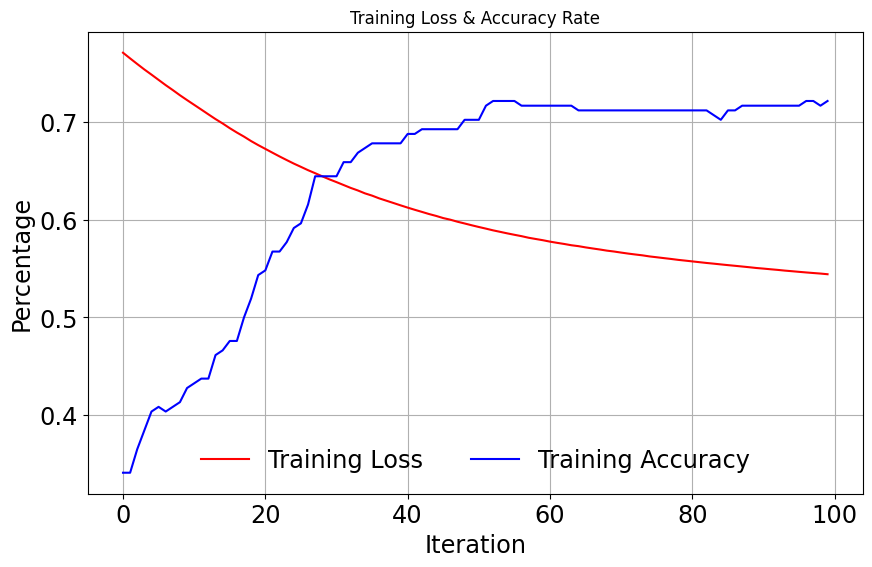 Training Loss & Accuracy Rate
Percentage
0.7
0.6
0.5
0.4
Training Loss
Training Accuracy
0 20 40 60 80 100
Iteration